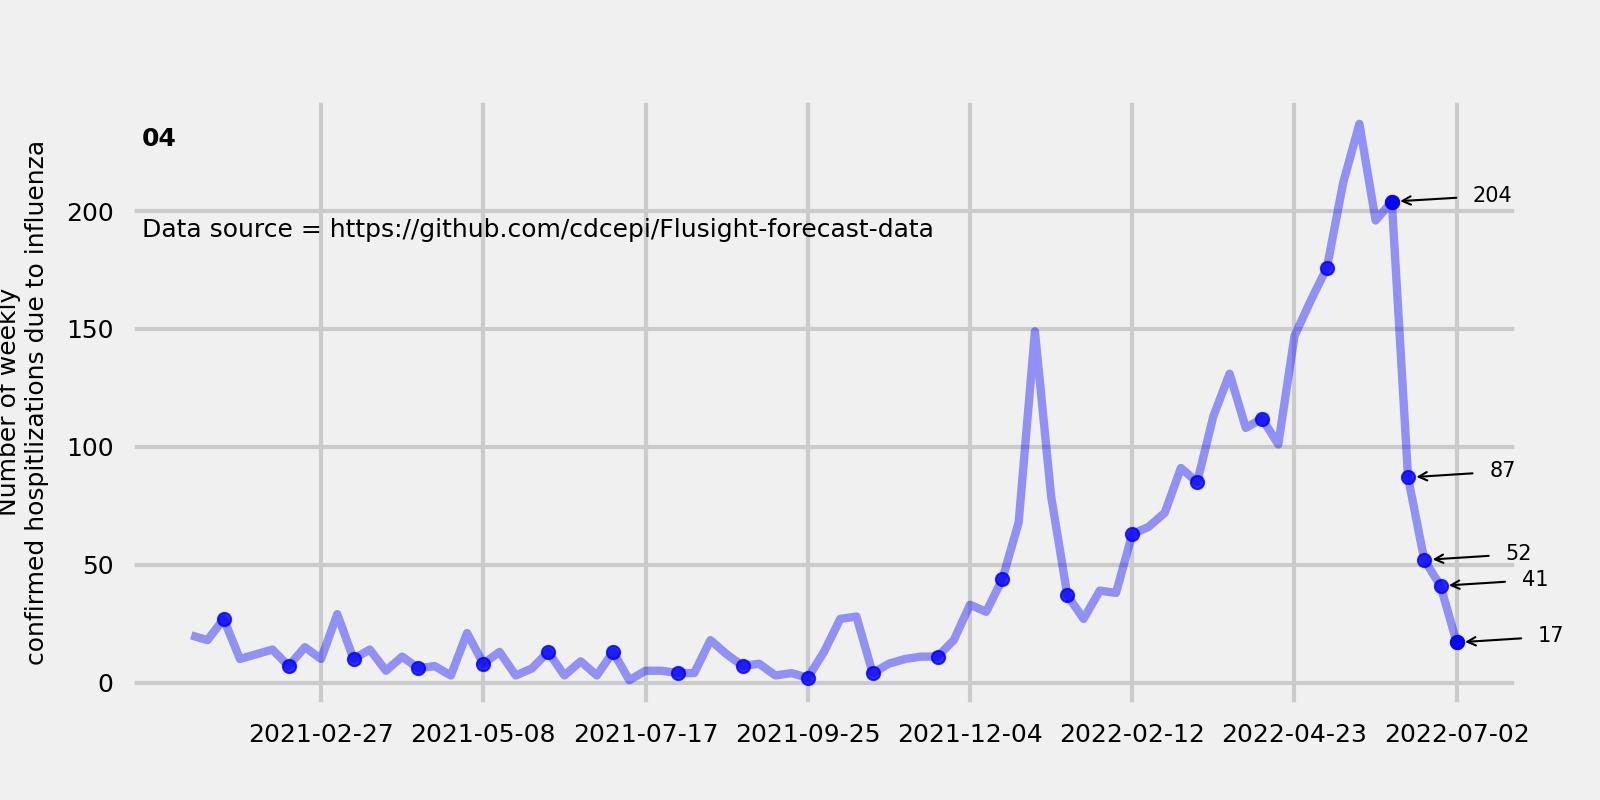 04
Data source = https://github.com/cdcepi/Flusight-forecast-data
Number of weekly
confirmed hospitlizations due to influenza
200
150
100
50
0
204
87
52
41
17
2021-02-27 2021-05-08 2021-07-17 2021-09-25 2021-12-04 2022-02-12 2022-04-23 2022-07-02